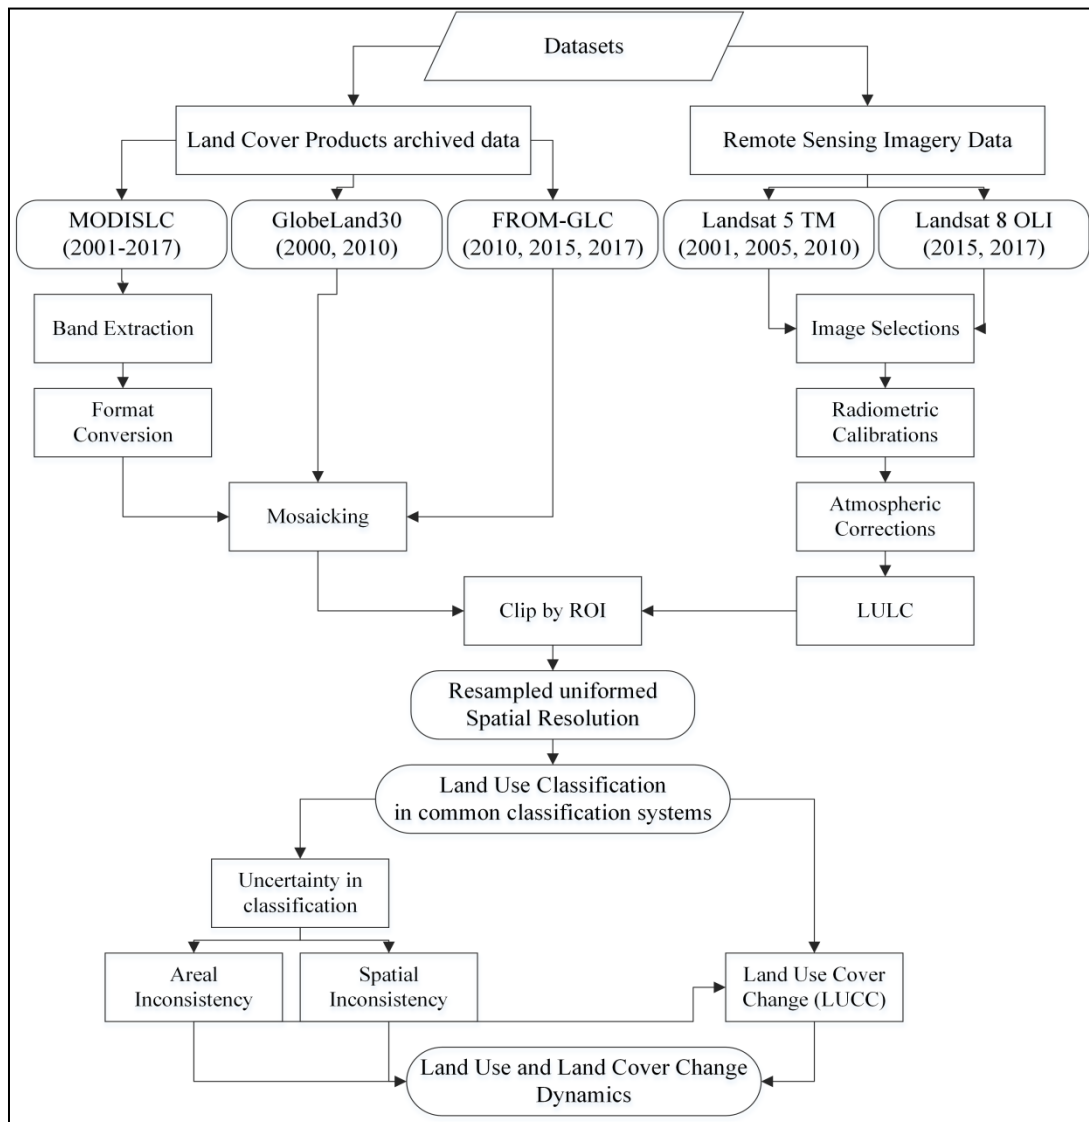 Datasets
Land Cover Products archived data
Remote Sensing Imagery Data
MODISLC
(2001-2017)
GlobeLand30
(2000, 2010)
FROM-GLC
(2010, 2015, 2017)
Landsat 5 TM
(2001, 2005, 2010)
Landsat 8 OLI
(2015, 2017)
Band Extraction
Image Selections
Format
Conversion
Radiometric
Calibrations
Mosaicking
Atmospheric
Corrections
Clip by ROI
LULC
Resampled uniformed
Spatial Resolution
Land Use Classification
in common classification systems
Uncertainty in
classification
Areal
Inconsistency
Spatial
Inconsistency
Land Use Cover
Change (LUCC)
Land Use and Land Cover Change
Dynamics